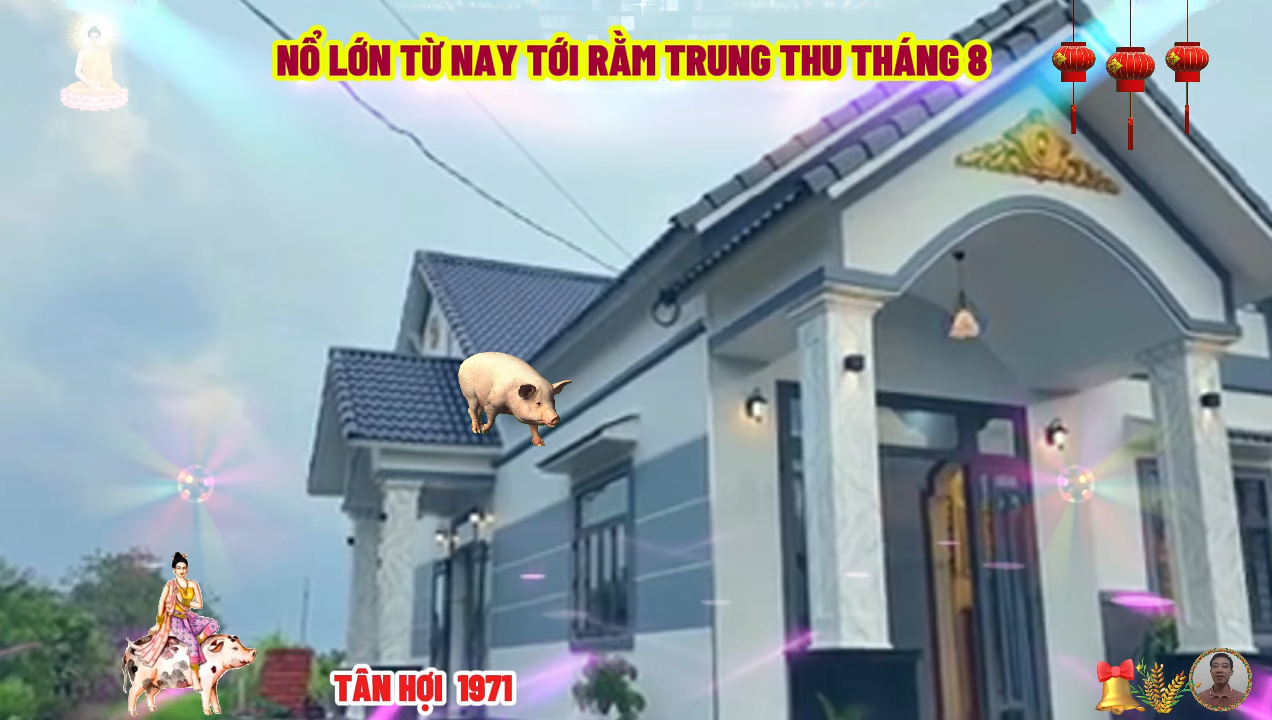 NỔ LỚN TỪ NAY TỚI RẰM TRUNG THU THÁNG 8
TÂN HỢI 1971